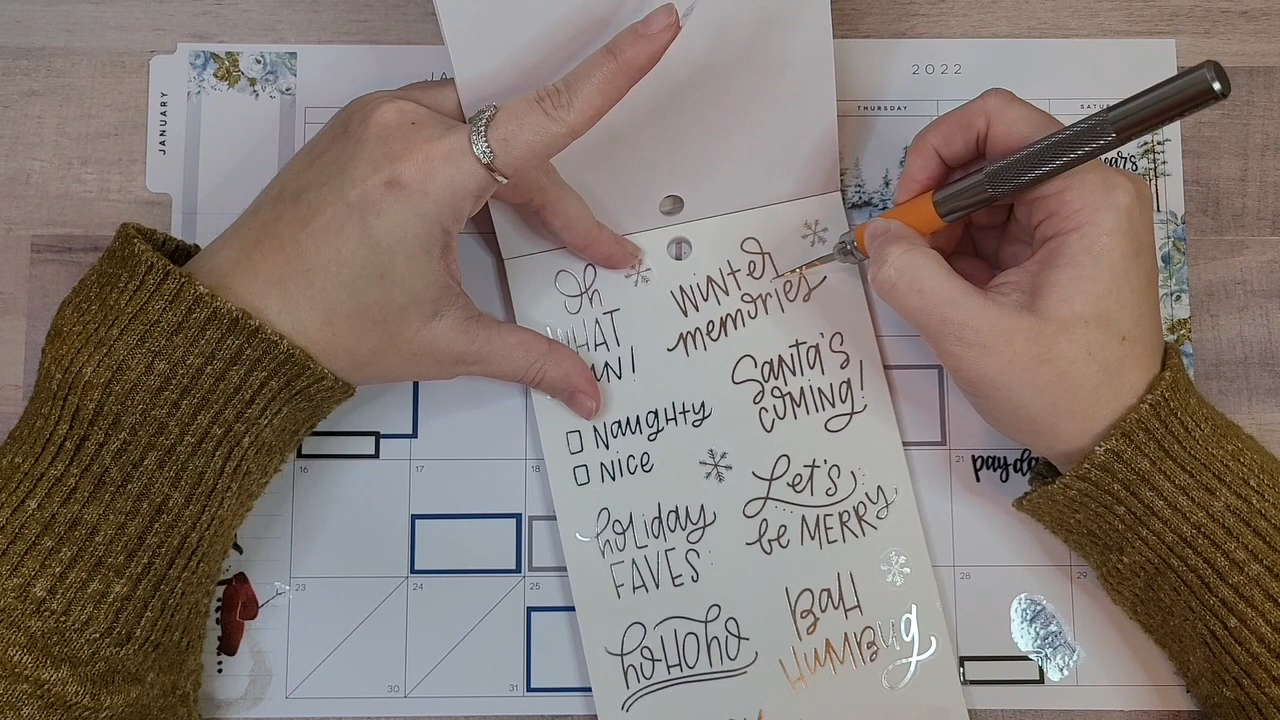 JANUARY
2022
THURSDAY
Oh
WHAT
winter
memories
Santa's
COMING!
Naughty
Nice
Let's
be MERRY
holiday
FAVES:
hoHoho
BaH
HUMBug
payda
16
17
18
21
23
24
25
28
29
30
31